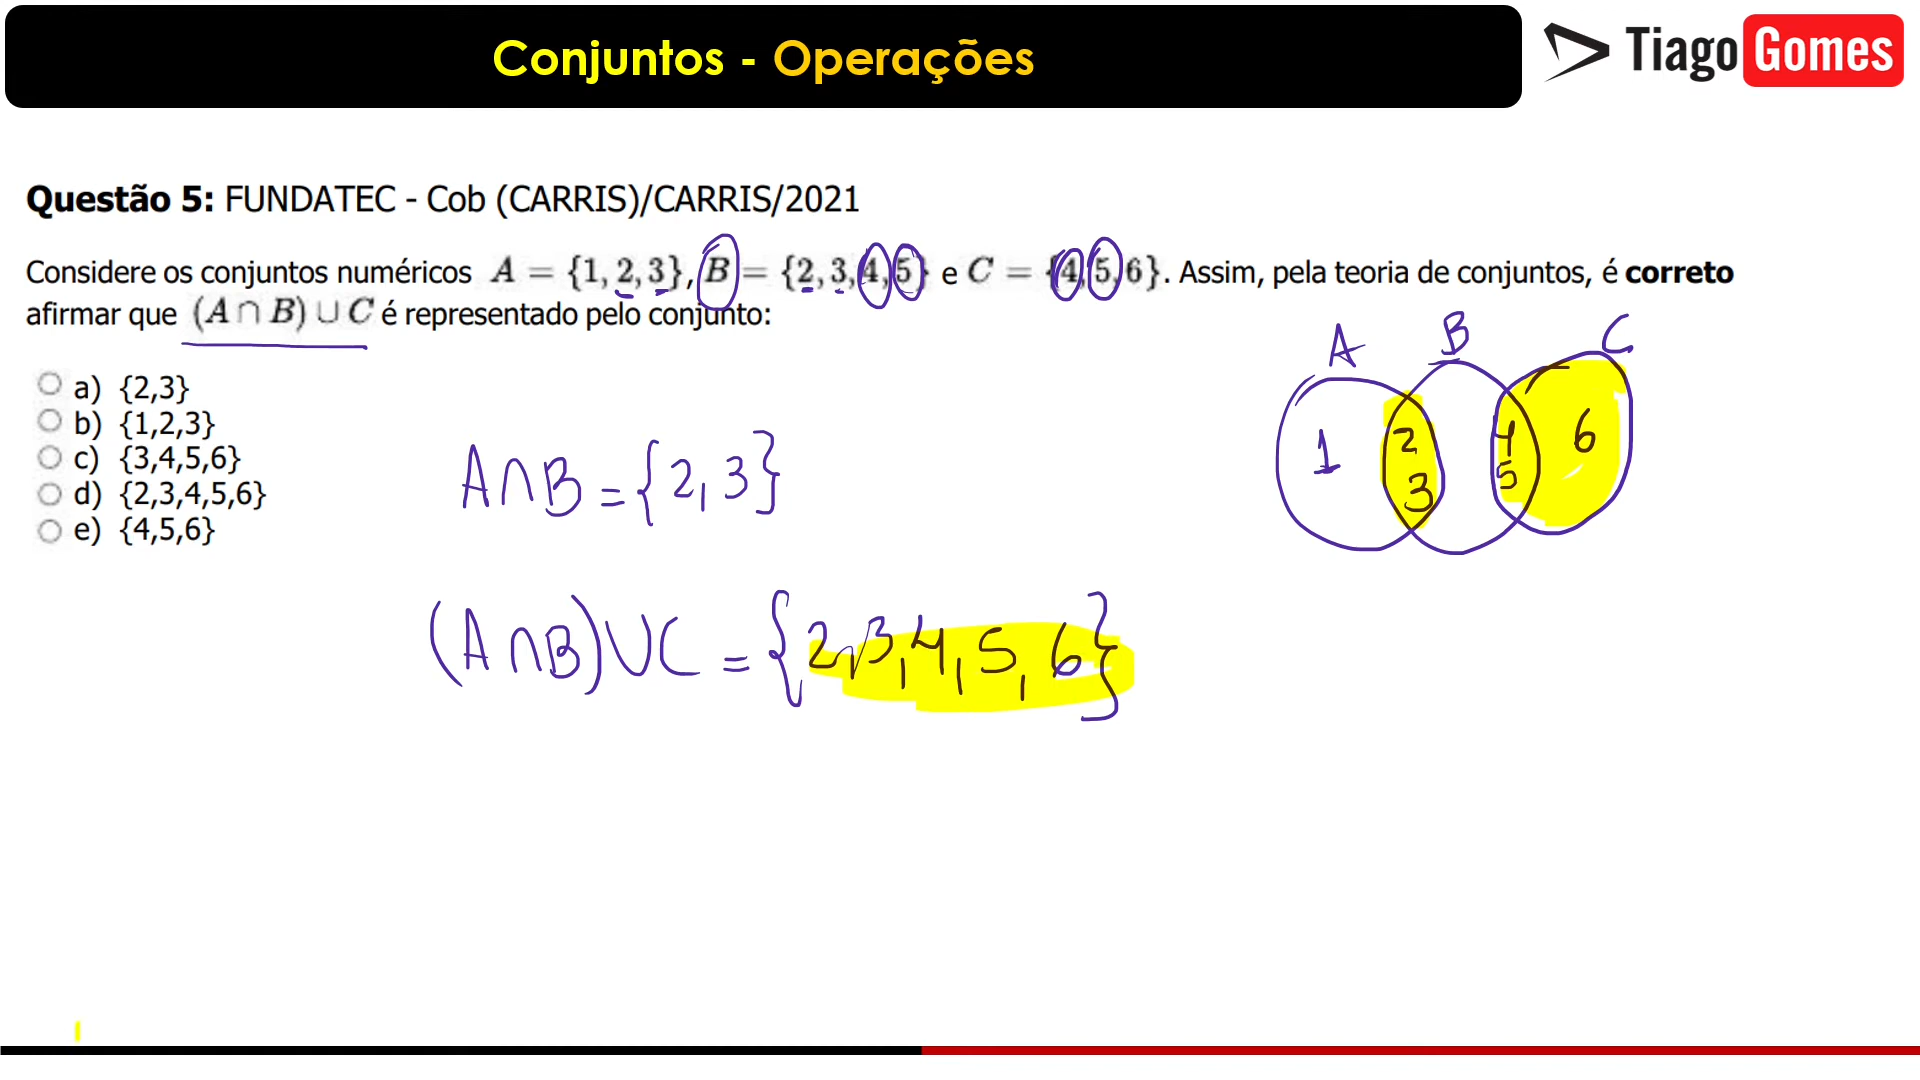 Conjuntos - Operações
Tiago Gomes
Questão 5: FUNDATEC - Cob (CARRIS)/CARRIS/2021
Considere os conjuntos numéricos A = {1, 2, 3}, B = {2, 3, 4, 5} e C = {4, 5, 6}. Assim, pela teoria de conjuntos, é correto
afirmar que (A ∩ B) ∪ C é representado pelo conjunto:
a) {2,3}
b) {1,2,3}
c) {3,4,5,6}
d) {2,3,4,5,6}
e) {4,5,6}
A B C
1 2 4 6
3 5
A∩B = {2, 3}
(A∩B)∪C = {2,3,4,5,6}